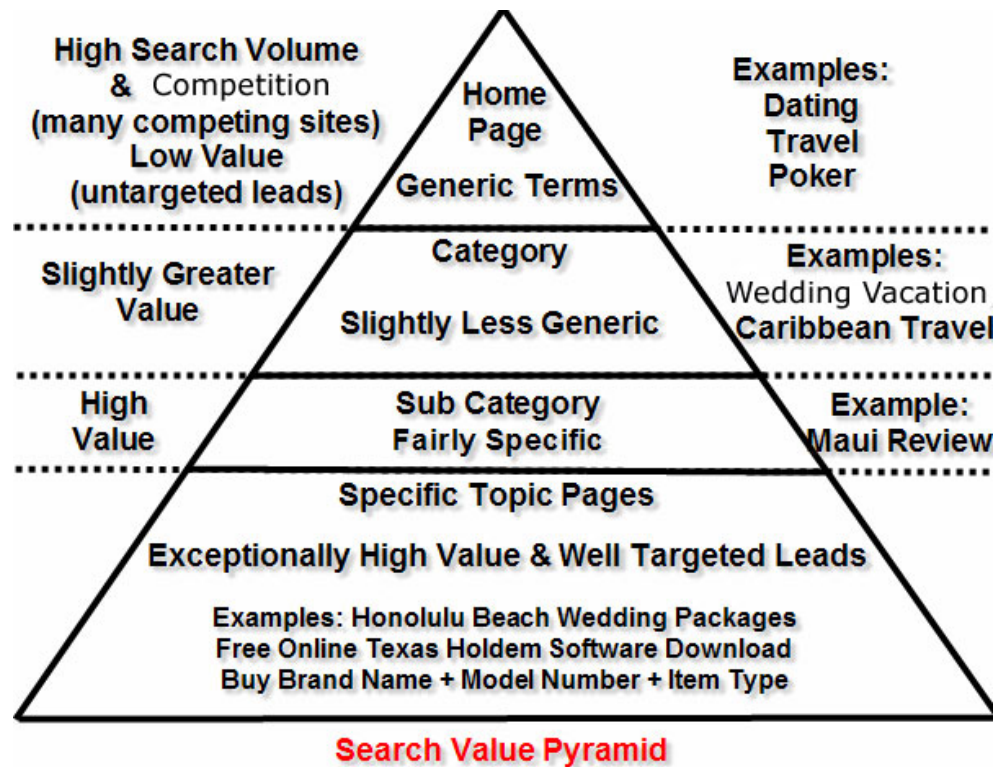 High Search Volume
& Competition
(many competing sites)
Low Value
(untargeted leads)
Home
Page
Generic Terms
Examples:
Dating
Travel
Poker
Slightly Greater
Value
Category
Slightly Less Generic
Examples:
Wedding Vacation
Caribbean Travel
High
Value
Sub Category
Fairly Specific
Example:
Maui Review
Specific Topic Pages
Exceptionally High Value & Well Targeted Leads
Examples: Honolulu Beach Wedding Packages
Free Online Texas Holdem Software Download
Buy Brand Name + Model Number + Item Type
Search Value Pyramid